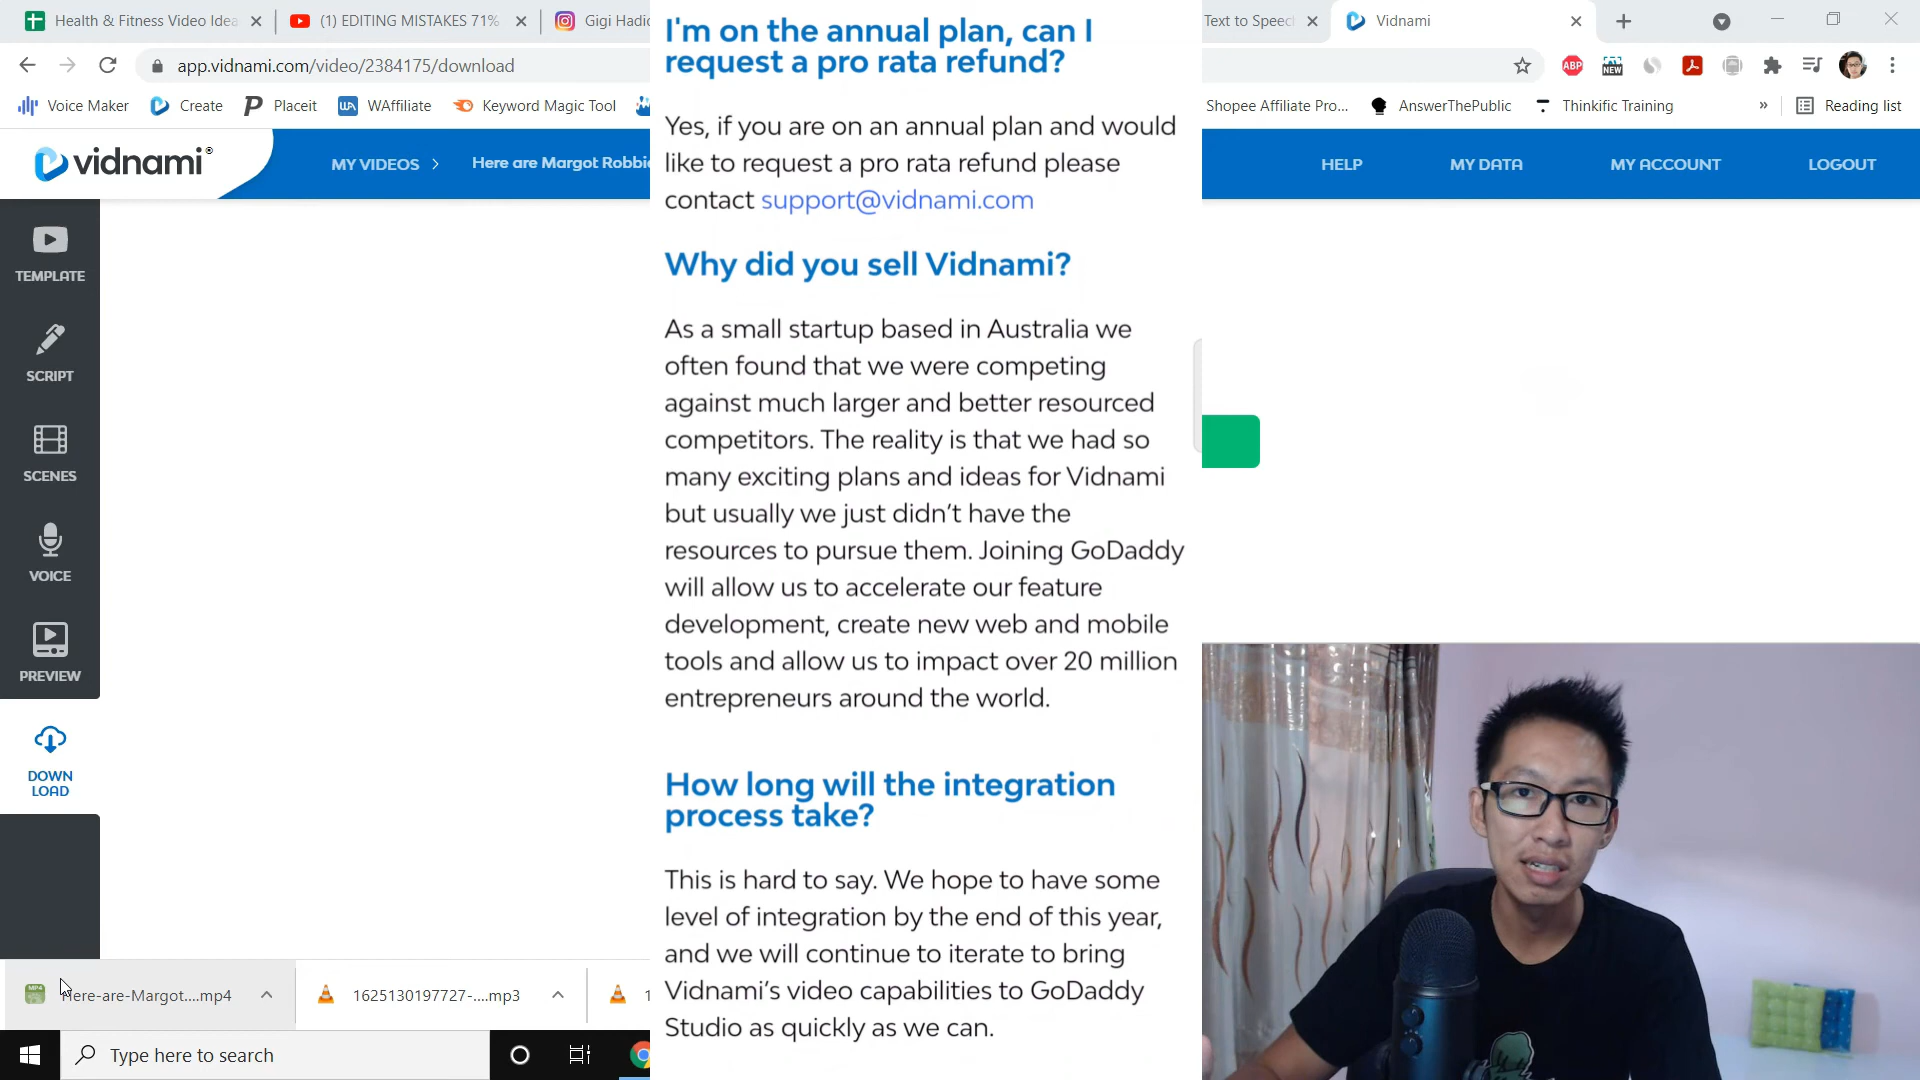 Health & Fitness Video Idea
(1) EDITING MISTAKES 71%
Gigi Hadid
Text to Speech
Vidnami
app.vidnami.com/video/2384175/download
ABP
NEW
Voice Maker
Create
Placeit
WA
WAffiliate
Keyword Magic Tool
Shopee Affiliate Pro...
AnswerThePublic
Thinkific Training
»
Reading list
vidnami®
MY VIDEOS >
Here are Margot Robbie
HELP
MY DATA
MY ACCOUNT
LOGOUT
TEMPLATE
SCRIPT
SCENES
VOICE
PREVIEW
DOWN
LOAD
I'm on the annual plan, can I
request a pro rata refund?
Yes, if you are on an annual plan and would
like to request a pro rata refund please
contact support@vidnami.com
Why did you sell Vidnami?
As a small startup based in Australia we
often found that we were competing
against much larger and better resourced
competitors. The reality is that we had so
many exciting plans and ideas for Vidnami
but usually we just didn’t have the
resources to pursue them. Joining GoDaddy
will allow us to accelerate our feature
development, create new web and mobile
tools and allow us to impact over 20 million
entrepreneurs around the world.
How long will the integration
process take?
This is hard to say. We hope to have some
level of integration by the end of this year,
and we will continue to iterate to bring
Vidnami’s video capabilities to GoDaddy
Studio as quickly as we can.
MP4
Here-are-Margot....mp4
1625130197727-....mp3
1
Type here to search